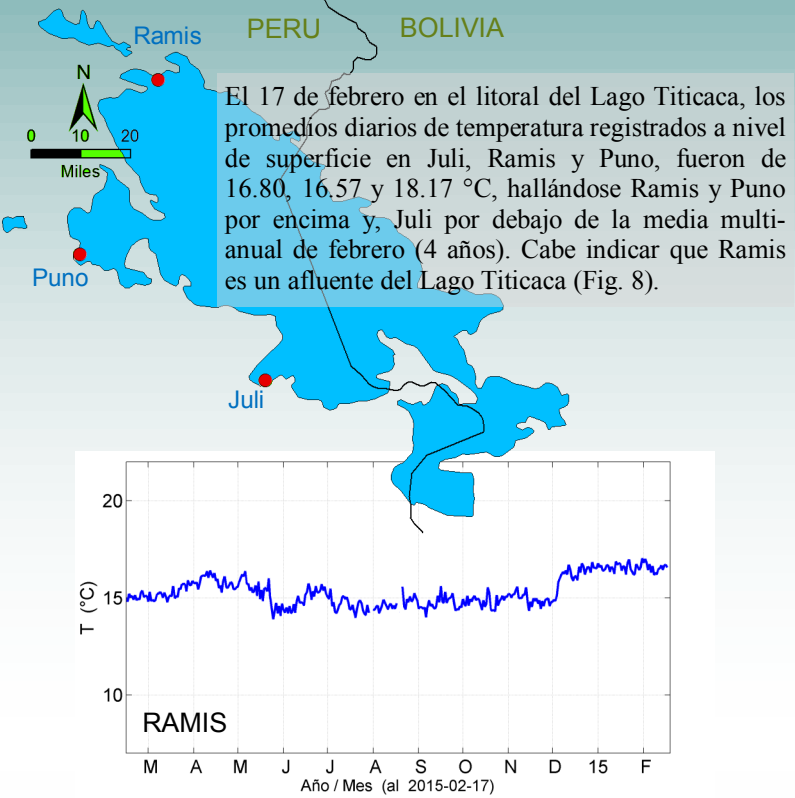 PERU
BOLIVIA
Ramis
N
0 10 20
Miles
El 17 de febrero en el litoral del Lago Titicaca, los
promedios diarios de temperatura registrados a nivel
de superficie en Juli, Ramis y Puno, fueron de
16.80, 16.57 y 18.17 °C, hallándose Ramis y Puno
por encima y, Juli por debajo de la media multi-
anual de febrero (4 años). Cabe indicar que Ramis
es un afluente del Lago Titicaca (Fig. 8).
Puno
Juli
20
15
10
T (°C)
RAMIS
M A M J J A S O N D 15 F
Año / Mes (al 2015-02-17)